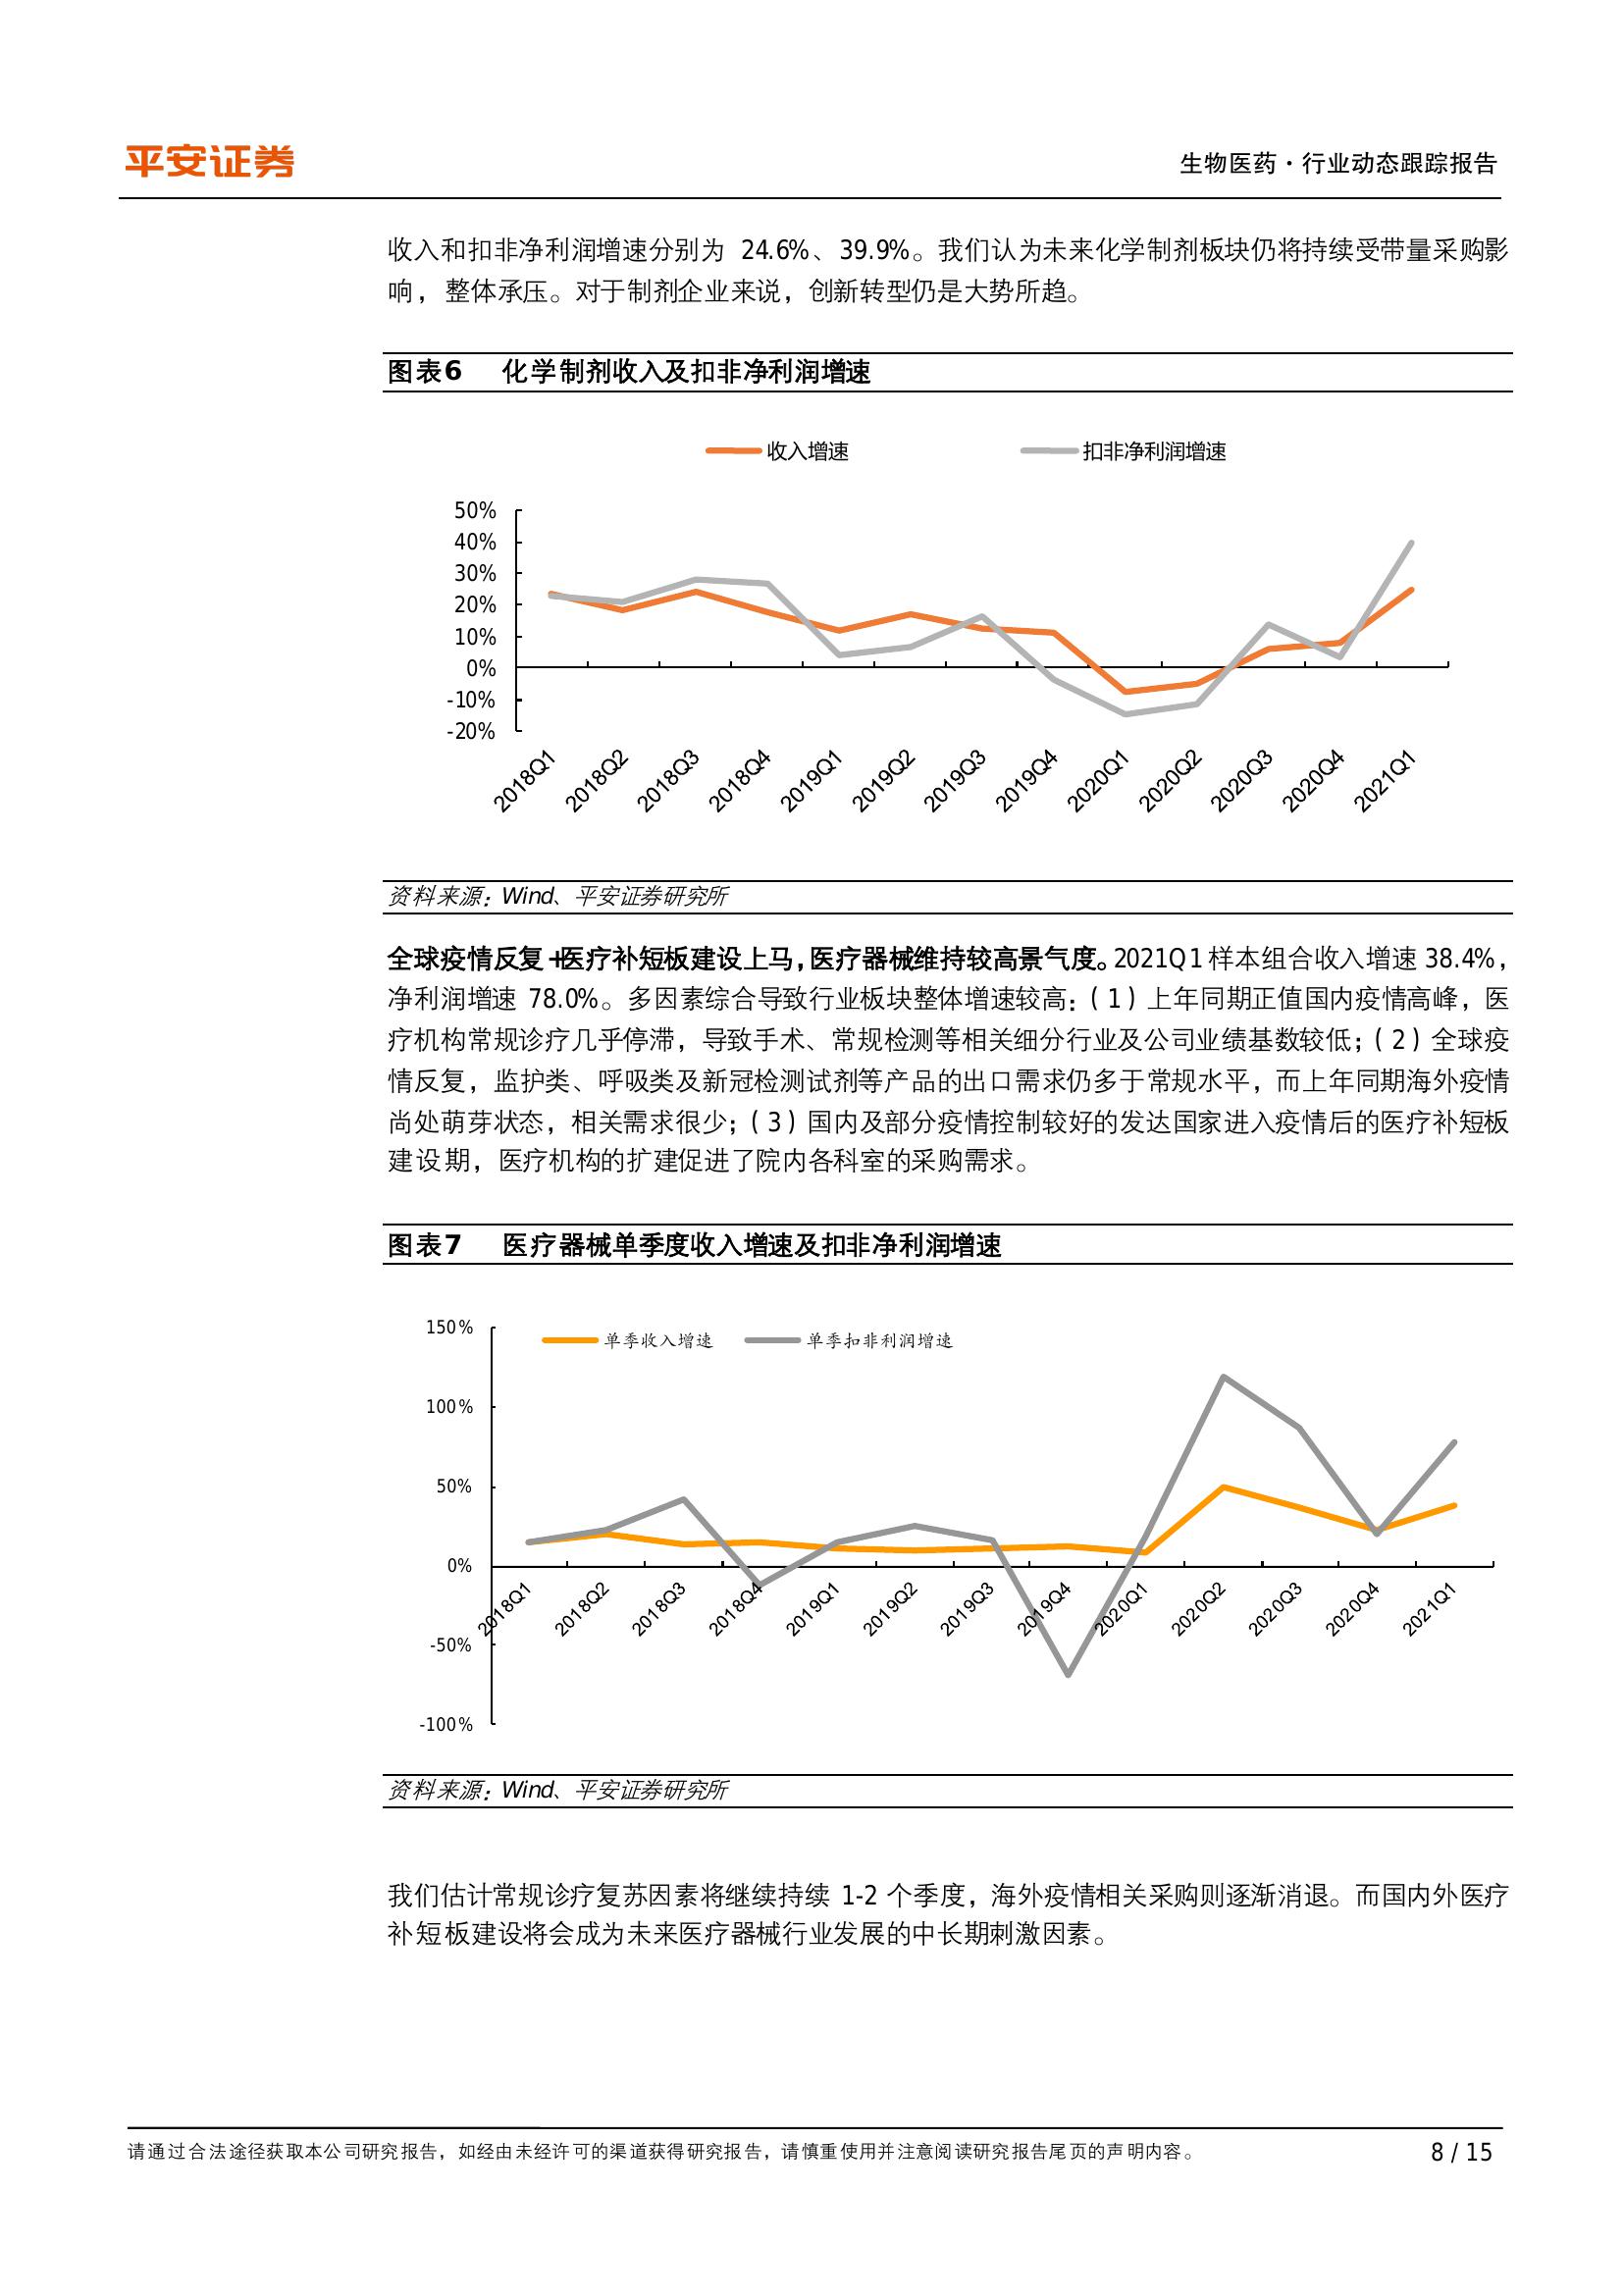 平安证券
生物医药·行业动态跟踪报告
收入和扣非净利润增速分别为 24.6%、39.9%。我们认为未来化学制剂板块仍将持续受带量采购影
响，整体承压。对于制剂企业来说，创新转型仍是大势所趋。
图表6 化学制剂收入及扣非净利润增速
收入增速 扣非净利润增速
50%
40%
30%
20%
10%
0%
-10%
-20%
2018Q1 2018Q2 2018Q3 2018Q4 2019Q1 2019Q2 2019Q3 2019Q4 2020Q1 2020Q2 2020Q3 2020Q4 2021Q1
资料来源：Wind、平安证券研究所
全球疫情反复+医疗补短板建设上马，医疗器械维持较高景气度。2021Q1 样本组合收入增速 38.4%，
净利润增速 78.0%。多因素综合导致行业板块整体增速较高：（1）上年同期正值国内疫情高峰，医
疗机构常规诊疗几乎停滞，导致手术、常规检测等相关细分行业及公司业绩基数较低；（2）全球疫
情反复，监护类、呼吸类及新冠检测试剂等产品的出口需求仍多于常规水平，而上年同期海外疫情
尚处萌芽状态，相关需求很少；（3）国内及部分疫情控制较好的发达国家进入疫情后的医疗补短板
建设期，医疗机构的扩建促进了院内各科室的采购需求。
图表7 医疗器械单季度收入增速及扣非净利润增速
单季收入增速 单季扣非利润增速
150%
100%
50%
0%
-50%
-100%
2018Q1 2018Q2 2018Q3 2018Q4 2019Q1 2019Q2 2019Q3 2019Q4 2020Q1 2020Q2 2020Q3 2020Q4 2021Q1
资料来源：Wind、平安证券研究所
我们估计常规诊疗复苏因素将继续持续 1-2 个季度，海外疫情相关采购则逐渐消退。而国内外医疗
补短板建设将会成为未来医疗器械行业发展的中长期刺激因素。
请通过合法途径获取本公司研究报告，如经由未经许可的渠道获得研究报告，请慎重使用并注意阅读研究报告尾页的声明内容。
8 / 15